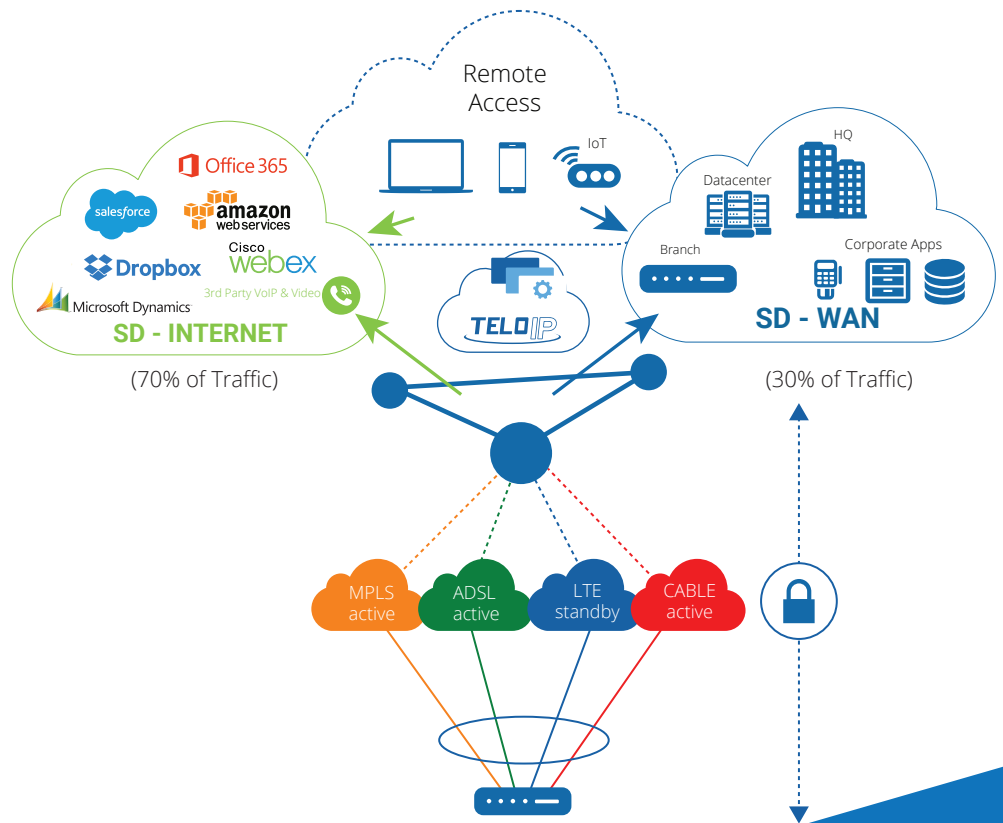 Remote
Access
IoT
HQ
Datacenter
Branch
Corporate Apps
SD - WAN
(30% of Traffic)
Office 365
salesforce
amazon
webservices
Dropbox
Cisco
webex
3rd Party VoIP & Video
Microsoft Dynamics
SD - INTERNET
(70% of Traffic)
TELOIP
MPLS
active
ADSL
active
LTE
standby
CABLE
active